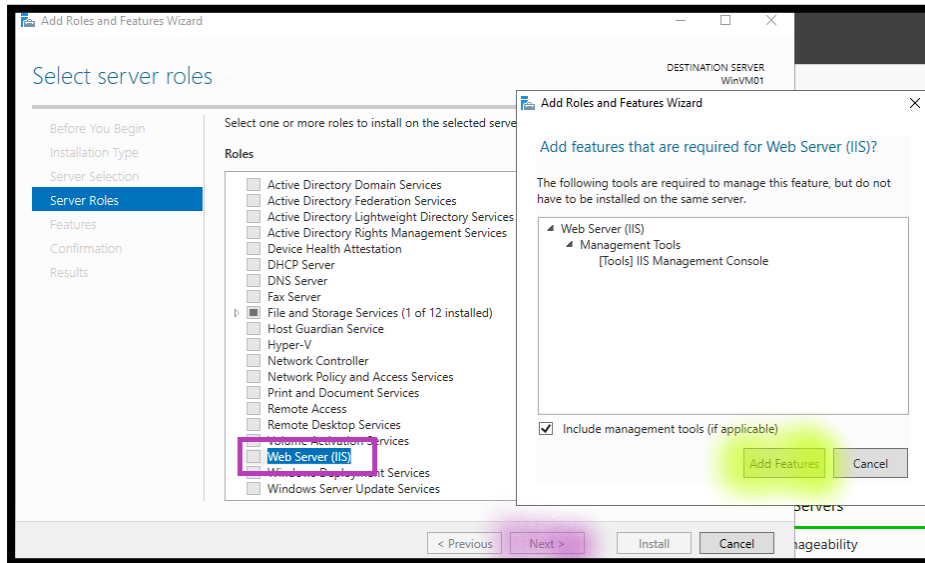 Add Roles and Features Wizard
Select server roles
DESTINATION SERVER
WinVM01
Before You Begin
Installation Type
Server Selection
Server Roles
Features
Confirmation
Results
Select one or more roles to install on the selected serve
Roles
Active Directory Domain Services
Active Directory Federation Services
Active Directory Lightweight Directory Services
Active Directory Rights Management Services
Device Health Attestation
DHCP Server
DNS Server
Fax Server
File and Storage Services (1 of 12 installed)
Host Guardian Service
Hyper-V
Network Controller
Network Policy and Access Services
Print and Document Services
Remote Access
Remote Desktop Services
Volume Activation Services
Web Server (IIS)
Windows Deployment Services
Windows Server Update Services
< Previous
Next >
Install
Cancel
Add Roles and Features Wizard
Add features that are required for Web Server (IIS)?
The following tools are required to manage this feature, but do not
have to be installed on the same server.
Web Server (IIS)
Management Tools
[Tools] IIS Management Console
Include management tools (if applicable)
Add Features
Cancel
Servers
nageability